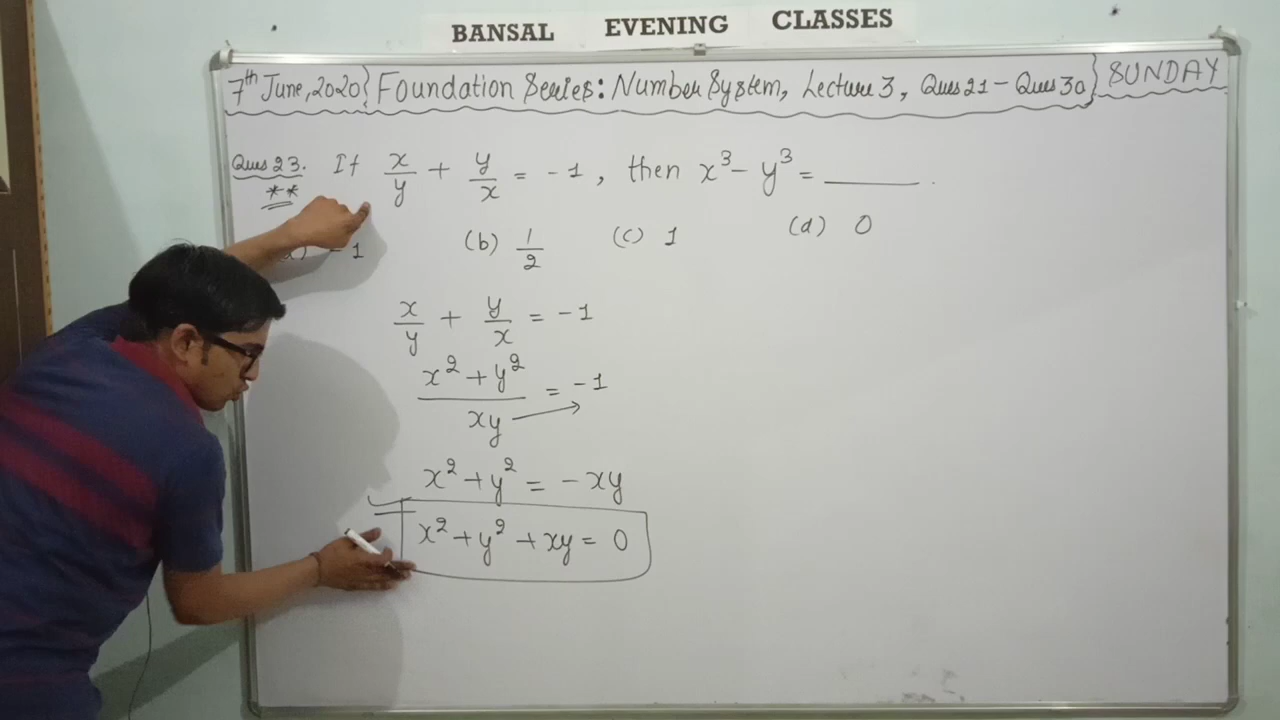 BANSAL EVENING CLASSES
7th June, 2020} Foundation Series: Number System, Lecture 3, Ques 21 - Ques 30} SUNDAY
Ques 23. If x/y + y/x = -1, then x³ - y³ = ______.
**
a) -1 (b) 1/2 (c) 1 (d) 0
x/y + y/x = -1
x² + y²/xy = -1
x² + y² = -xy
x² + y² + xy = 0